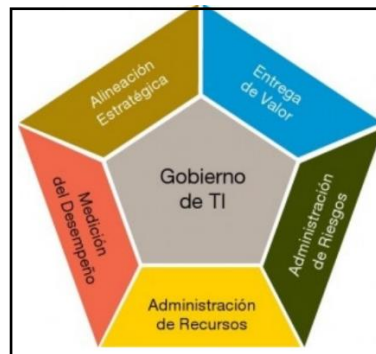 Alineación
Estratégica
Entrega
de Valor
Gobierno
de TI
Medición
del Desempeño
Administración
de Riesgos
Administración
de Recursos